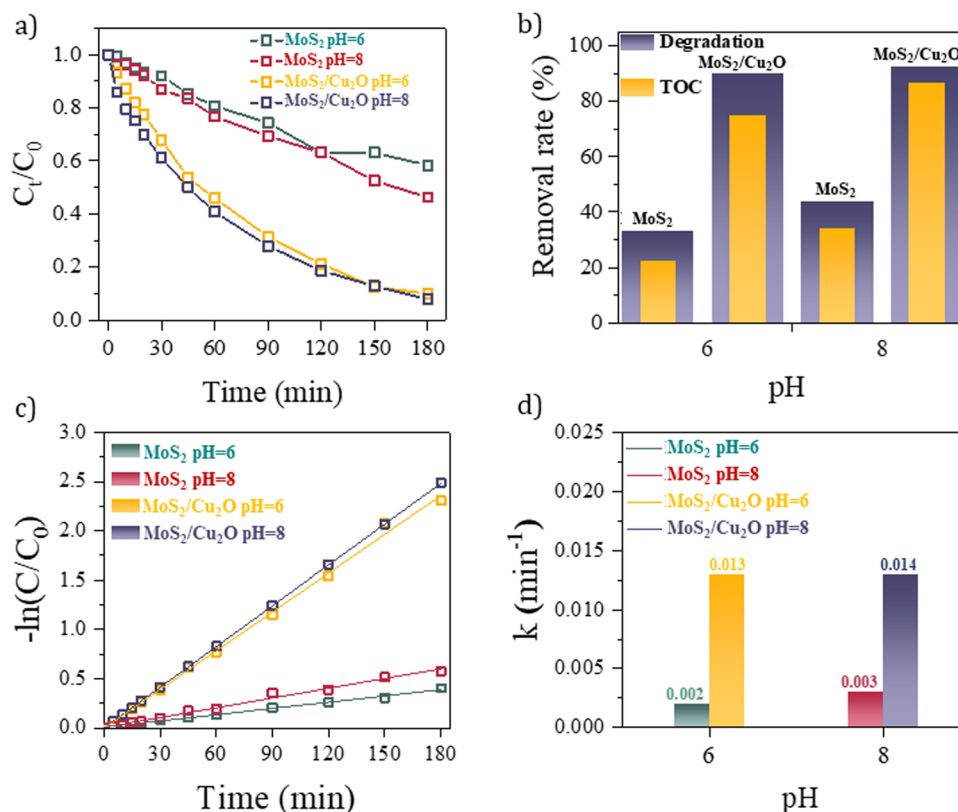 a)
MoS₂ pH=6
MoS₂ pH=8
MoS₂/Cu₂O pH=6
MoS₂/Cu₂O pH=8
1.0
0.8
0.6
0.4
0.2
0.0
Cₜ/C₀
0 30 60 90 120 150 180
Time (min)
b)
Degradation
TOC
MoS₂/Cu₂O
MoS₂/Cu₂O
MoS₂
MoS₂
100
80
60
40
20
0
Removal rate (%)
6 8
pH
c)
MoS₂ pH=6
MoS₂ pH=8
MoS₂/Cu₂O pH=6
MoS₂/Cu₂O pH=8
3.0
2.5
2.0
1.5
1.0
0.5
0.0
-ln(C/C₀)
0 30 60 90 120 150 180
Time (min)
d)
MoS₂ pH=6
MoS₂ pH=8
MoS₂/Cu₂O pH=6
MoS₂/Cu₂O pH=8
0.025
0.020
0.015
0.010
0.005
0.000
k (min⁻¹)
0.013
0.014
0.002
0.003
6 8
pH